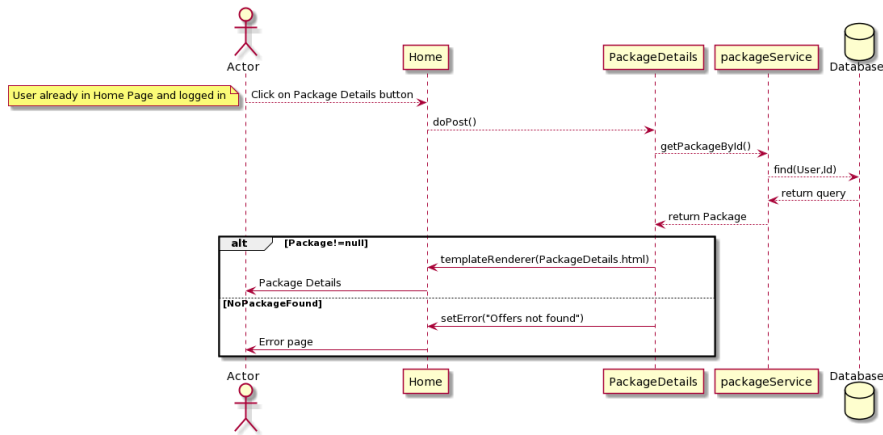 Actor
Home
PackageDetails
packageService
Database
User already in Home Page and logged in
Click on Package Details button
doPost()
getPackageById()
find(User,Id)
return query
return Package
alt
[Package!=null]
templateRenderer(PackageDetails.html)
Package Details
[NoPackageFound]
setError("Offers not found")
Error page
Actor
Home
PackageDetails
packageService
Database